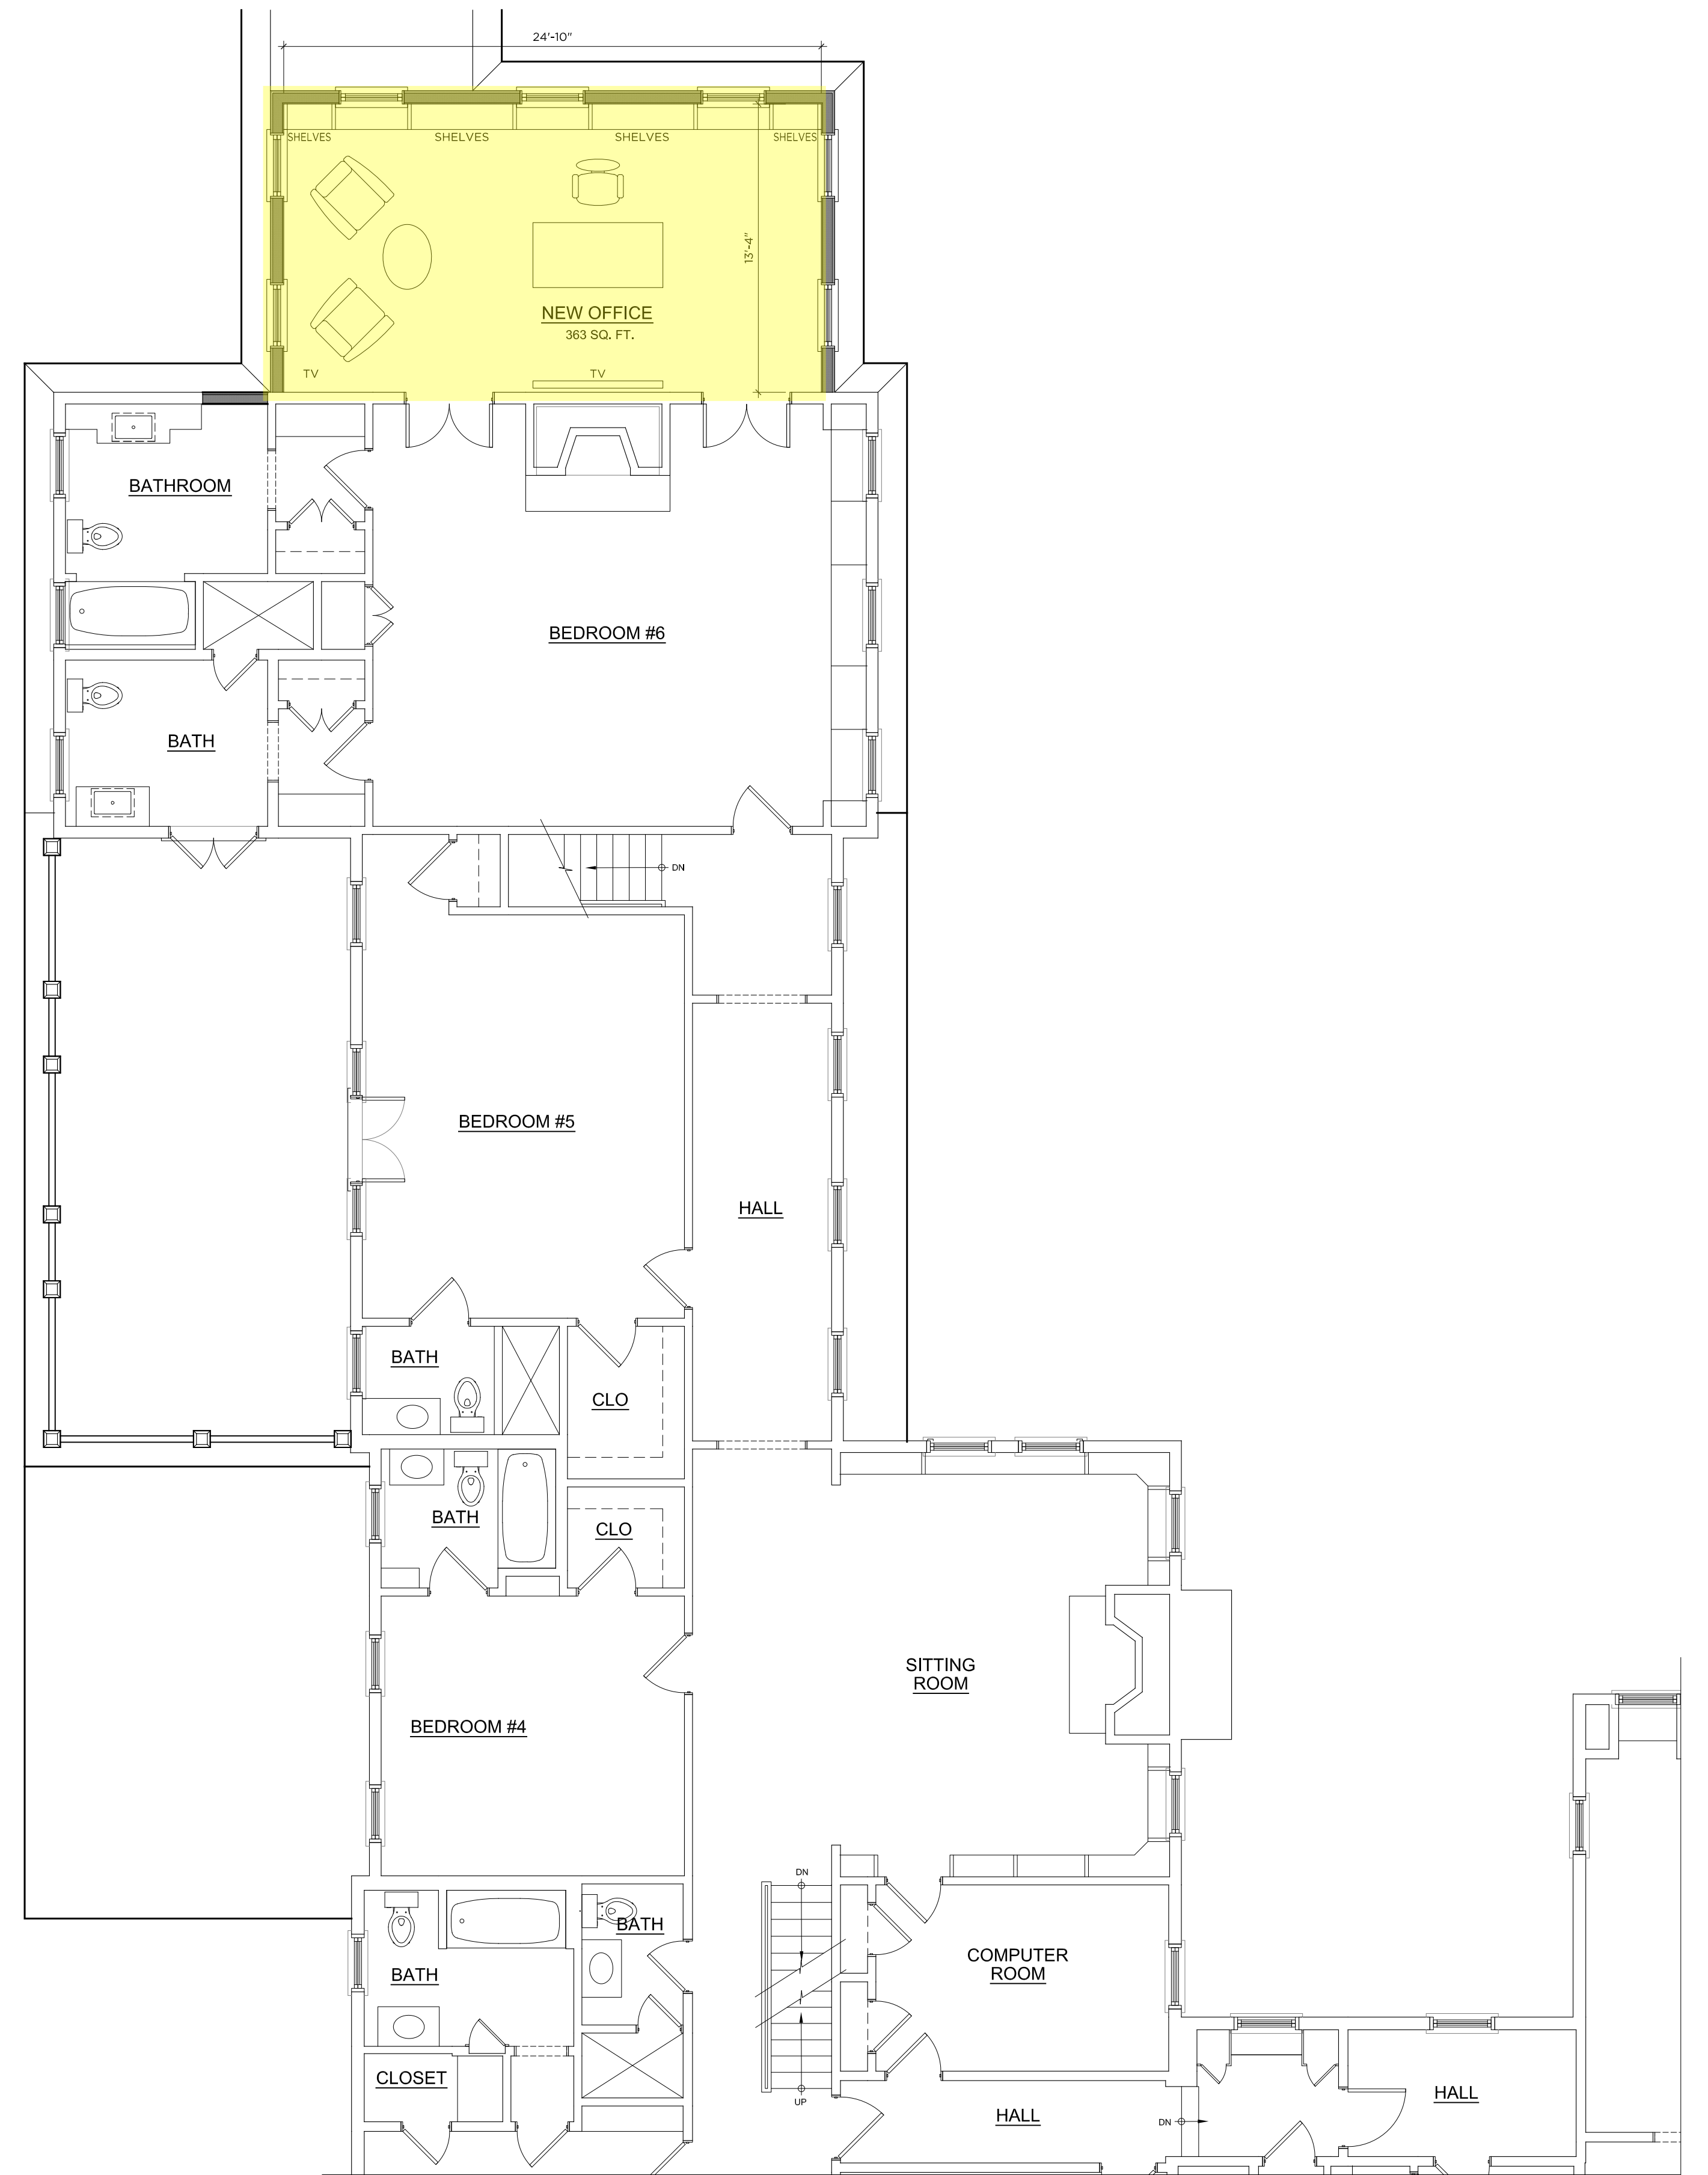 24'-10"
SHELVES
SHELVES
SHELVES
SHELVES
13'-4"
NEW OFFICE
363 SQ. FT.
TV
TV
BATHROOM
BEDROOM #6
BATH
DN
BEDROOM #5
HALL
BATH
CLO
BATH
CLO
SITTING
ROOM
BEDROOM #4
DN
BATH
COMPUTER
ROOM
BATH
CLOSET
UP
HALL
DN
HALL